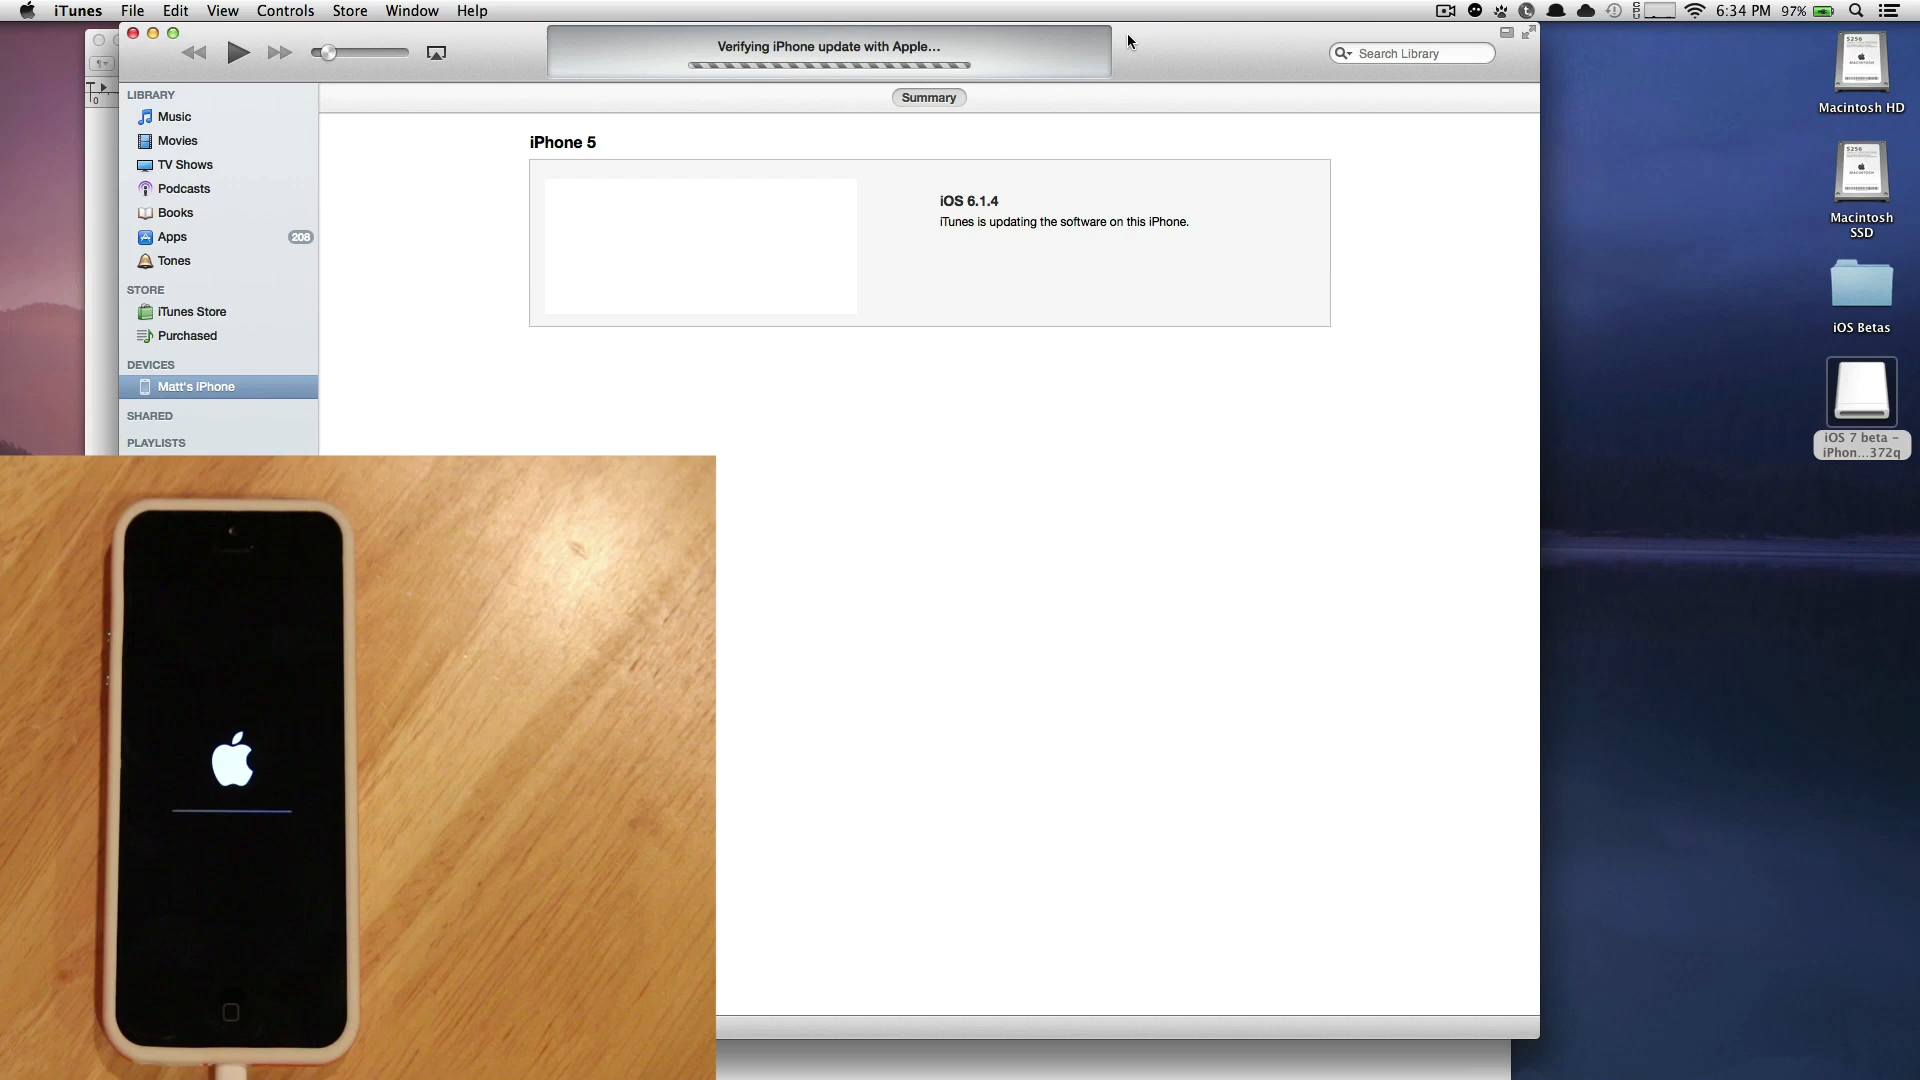 iTunes File Edit View Controls Store Window Help
6:34 PM 97%
Verifying iPhone update with Apple...
Search Library
LIBRARY
Music
Movies
TV Shows
Podcasts
Books
Apps 208
Tones
STORE
iTunes Store
Purchased
DEVICES
Matt's iPhone
SHARED
PLAYLISTS
Summary
iPhone 5
iOS 6.1.4
iTunes is updating the software on this iPhone.
Macintosh HD
Macintosh
SSD
iOS Betas
iOS 7 beta -
iPhon...372q